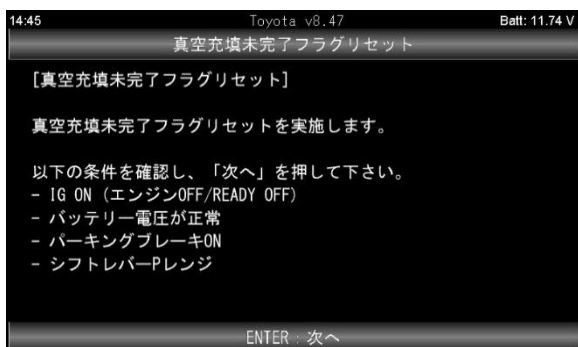 14:45 Toyota v8.47 Batt: 11.74 V
真空充填未完了フラグリセット
[真空充填未完了フラグリセット]
真空充填未完了フラグリセットを実施します。
以下の条件を確認し、「次へ」を押して下さい。
- IG ON (エンジンOFF/READY OFF)
- バッテリー電圧が正常
- パーキングブレーキON
- シフトレバーPレンジ
ENTER : 次へ